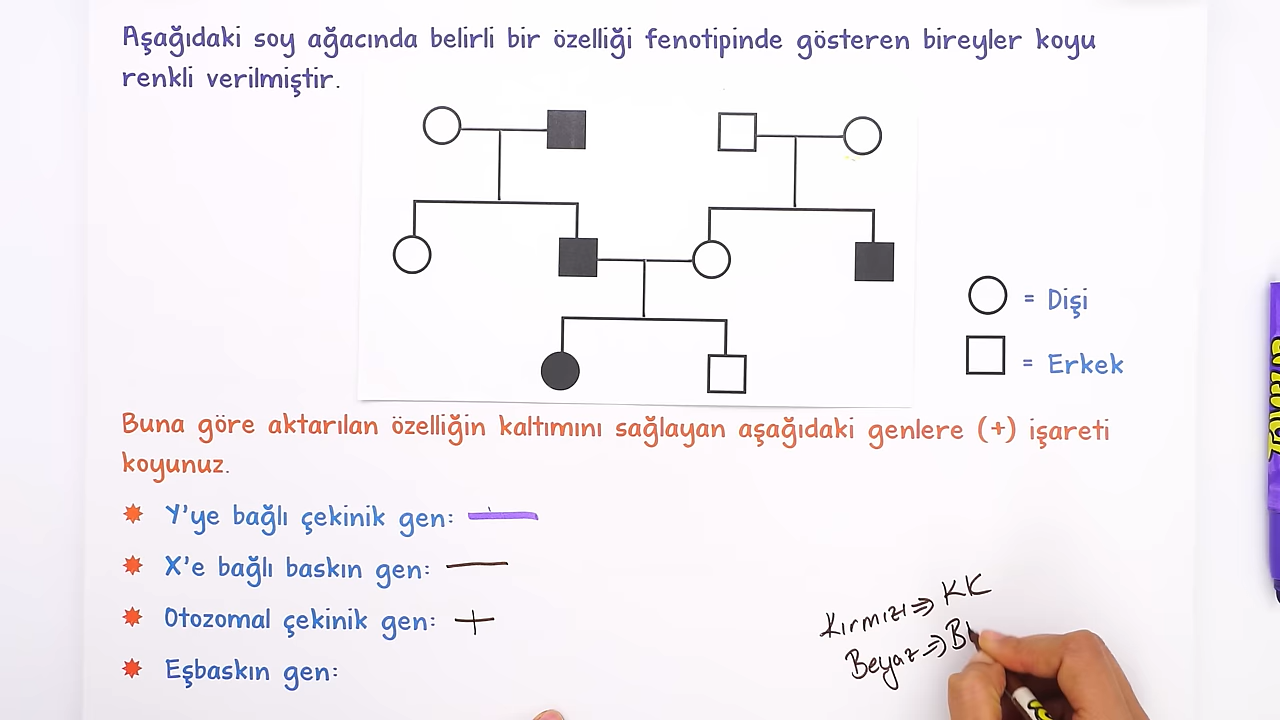 Aşağıdaki soy ağacında belirli bir özelliği fenotipinde gösteren bireyler koyu
renkli verilmiştir.
= Dişi
= Erkek
Buna göre aktarılan özelliğin kaltımını sağlayan aşağıdaki genlere (+) işareti
koyunuz.
Y'ye bağlı çekinik gen: —
X'e bağlı baskın gen: —
Otozomal çekinik gen: +
Eşbaskın gen:
Kırmızı => KK
Beyaz => B